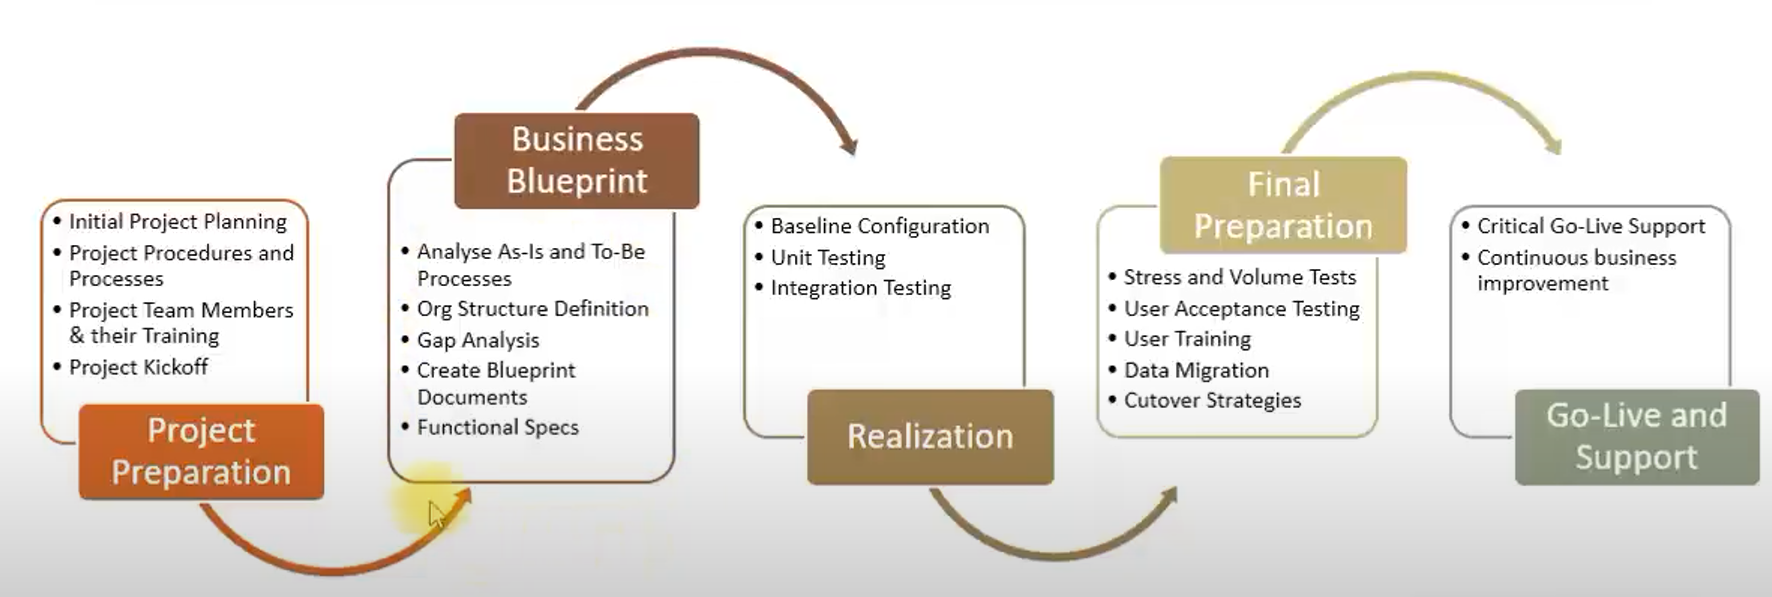 • Initial Project Planning
• Project Procedures and
Processes
• Project Team Members
& their Training
• Project Kickoff
Project
Preparation
Business
Blueprint
• Analyse As-Is and To-Be
Processes
• Org Structure Definition
• Gap Analysis
• Create Blueprint
Documents
• Functional Specs
• Baseline Configuration
• Unit Testing
• Integration Testing
Realization
Final
Preparation
• Stress and Volume Tests
• User Acceptance Testing
• User Training
• Data Migration
• Cutover Strategies
• Critical Go-Live Support
• Continuous business
improvement
Go-Live and
Support